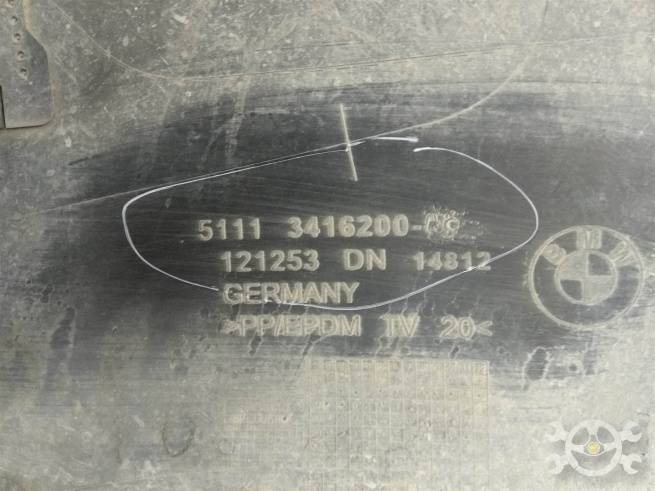 5111 3416200-
121253 DN 14812
GERMANY
>PP/EPDM TV 20<
BMW